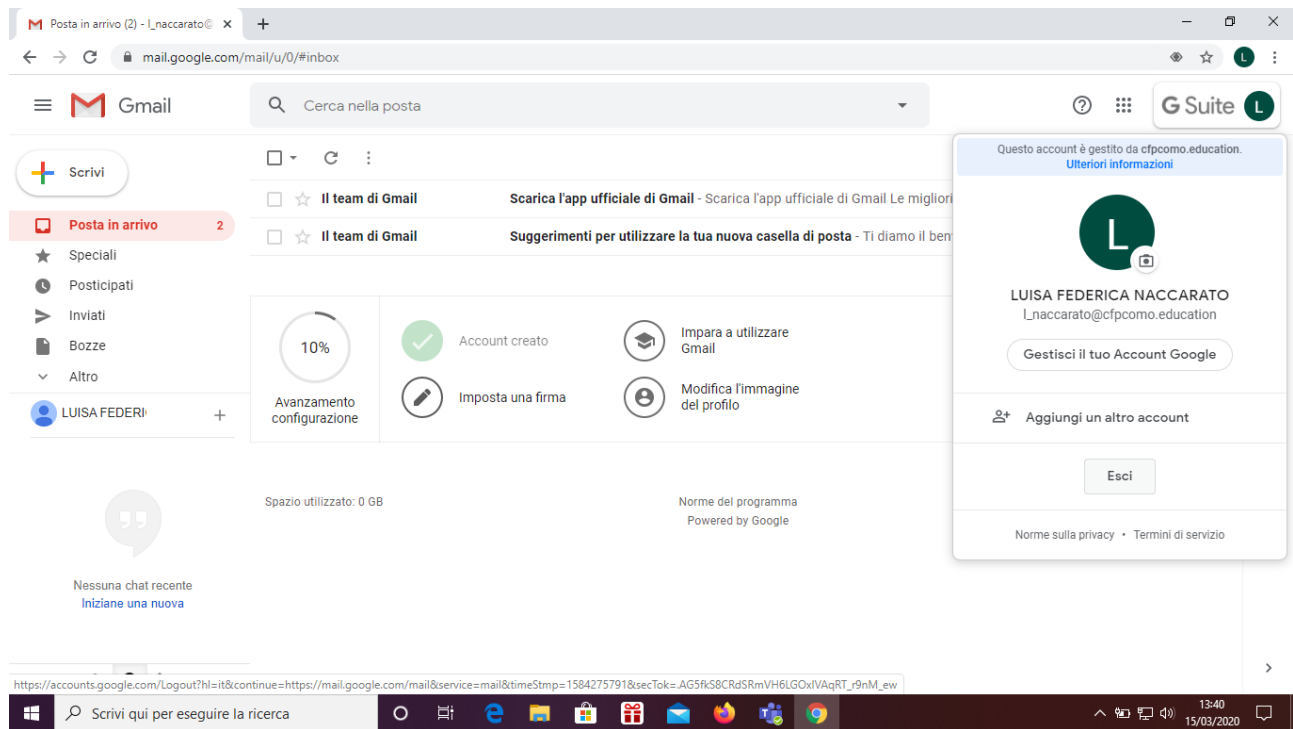 Posta in arrivo (2) - l_naccarato@
mail.google.com/mail/u/0/#inbox
L
Gmail
Cerca nella posta
G Suite
L
Scrivi
Posta in arrivo 2
Speciali
Posticipati
Inviati
Bozze
Altro
LUISA FEDERI
Nessuna chat recente
Iniziane una nuova
Il team di Gmail Scarica l'app ufficiale di Gmail - Scarica l'app ufficiale di Gmail Le migliori
Il team di Gmail Suggerimenti per utilizzare la tua nuova casella di posta - Ti diamo il ben
10%
Avanzamento
configurazione
Account creato
Imposta una firma
Impara a utilizzare
Gmail
Modifica l'immagine
del profilo
Spazio utilizzato: 0 GB
Norme del programma
Powered by Google
Questo account è gestito da cfpcomo.education.
Ulteriori informazioni
L
LUISA FEDERICA NACCARATO
l_naccarato@cfpcomo.education
Gestisci il tuo Account Google
Aggiungi un altro account
Esci
Norme sulla privacy • Termini di servizio
https://accounts.google.com/Logout?hl=it&continue=https://mail.google.com/mail&service=mail&timeStmp=1584275791&secTok=.AG5fkS8CRdSRmVH6LGOxIVAqRT_r9nM_ew
Scrivi qui per eseguire la ricerca
13:40
15/03/2020